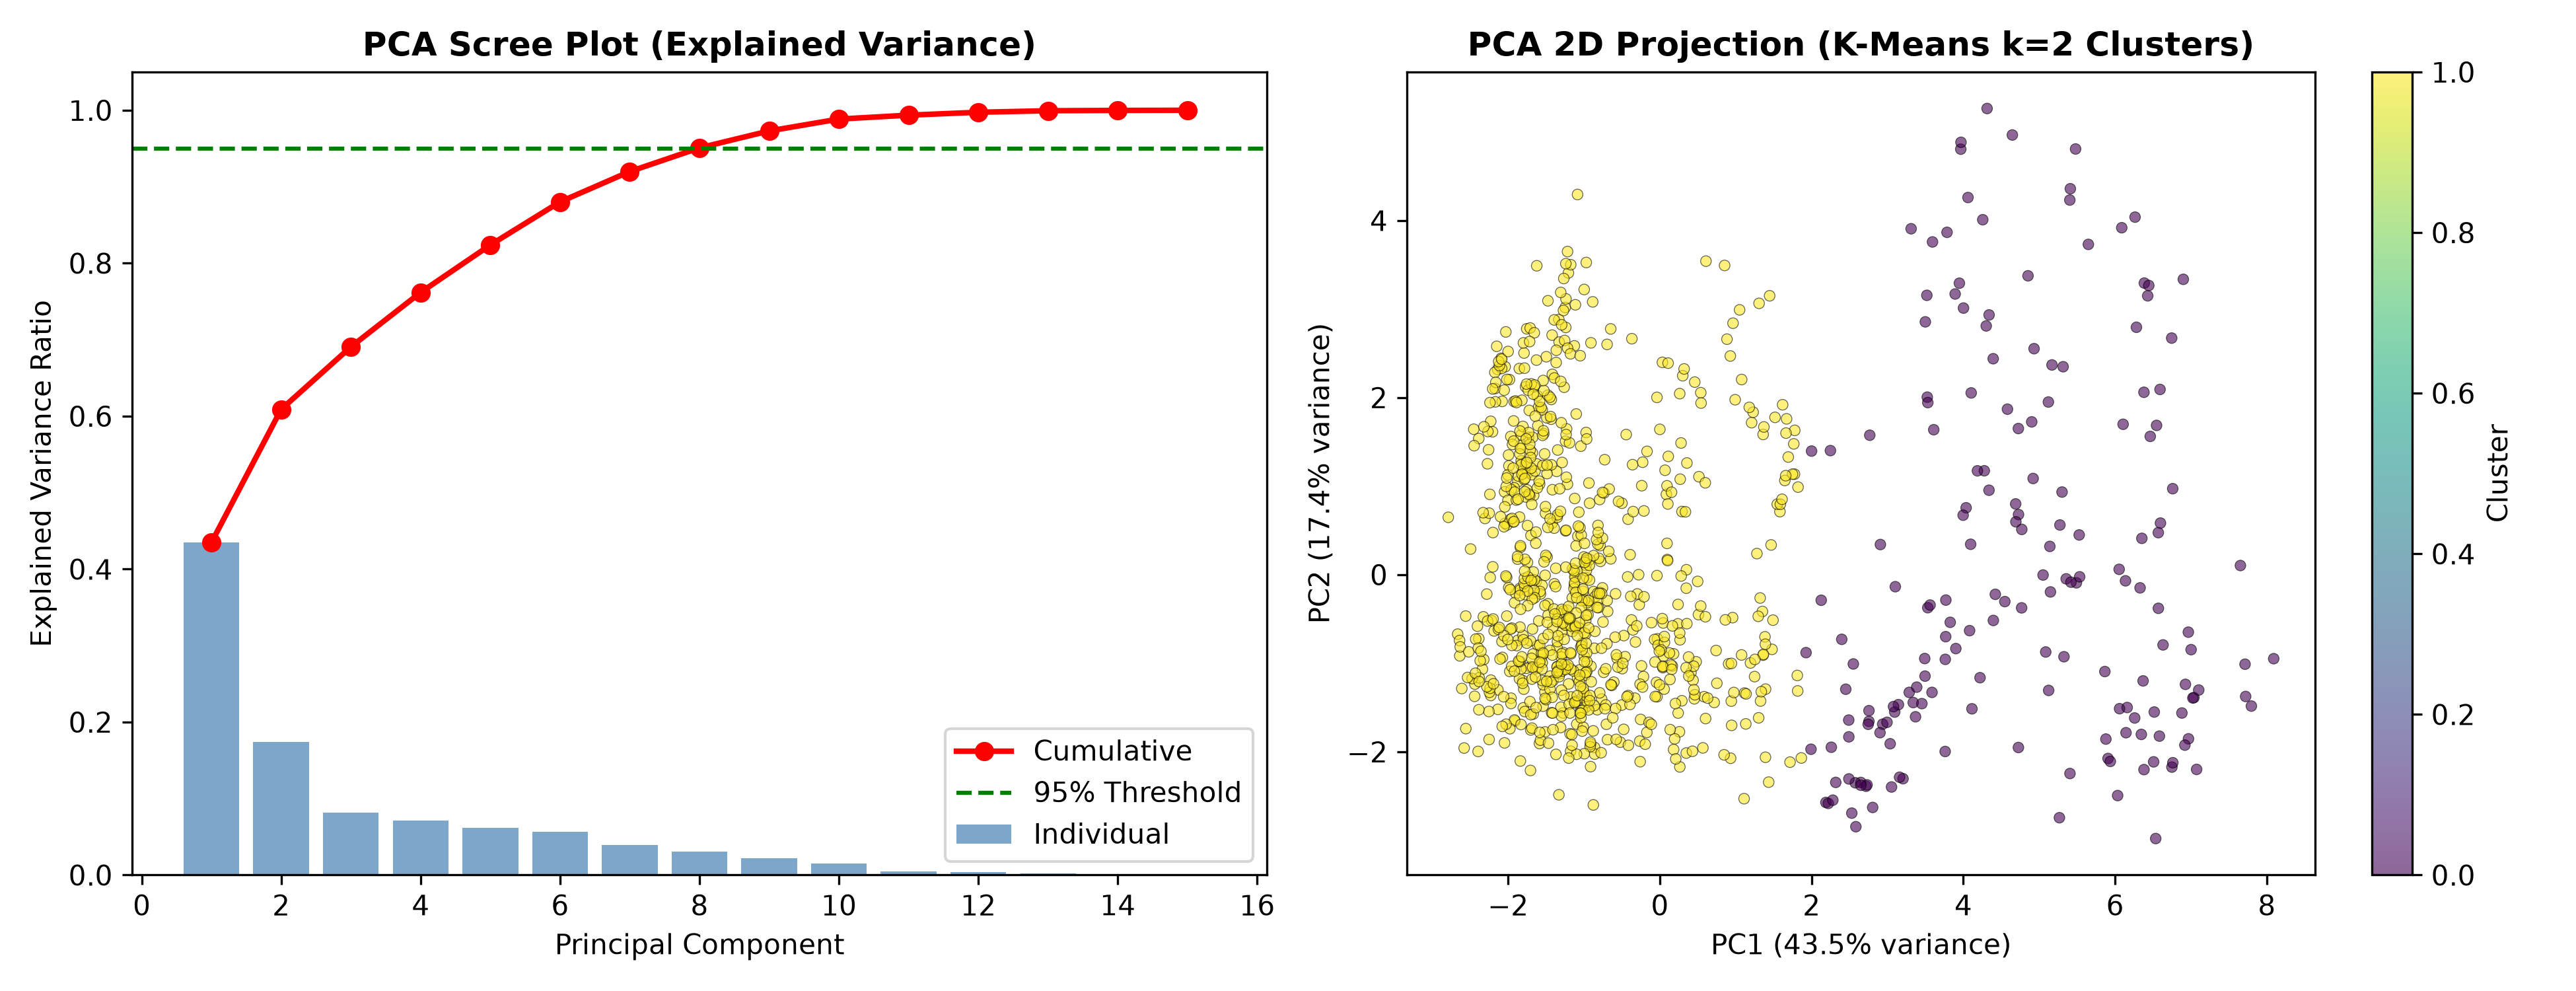 PCA Scree Plot (Explained Variance)
Explained Variance Ratio
1.0
0.8
0.6
0.4
0.2
0.0
0 2 4 6 8 10 12 14 16
Principal Component
Cumulative
95% Threshold
Individual
PCA 2D Projection (K-Means k=2 Clusters)
PC2 (17.4% variance)
4
2
0
−2
−2 0 2 4 6 8
PC1 (43.5% variance)
1.0
0.8
0.6
0.4
0.2
0.0
Cluster